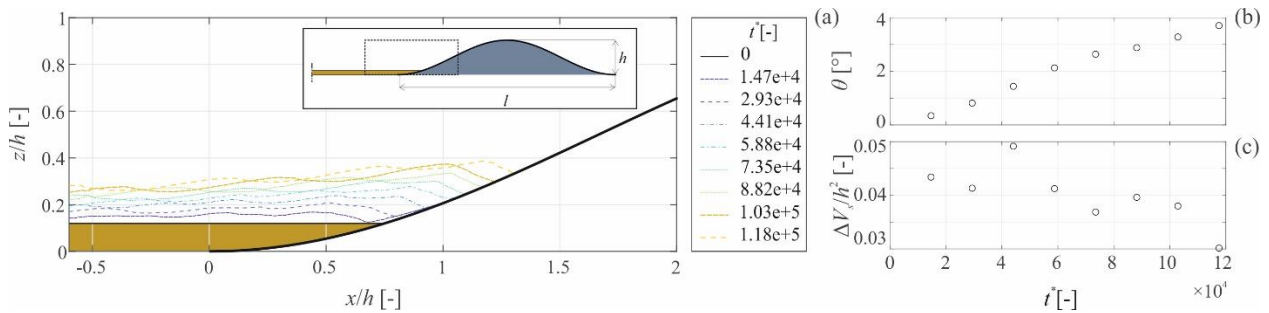 (a)
z/h [-]
1
0.8
0.6
0.4
0.2
0
-0.5
0
0.5
1
1.5
2
x/h [-]
h
l
t*[-]
0
1.47e+4
2.93e+4
4.41e+4
5.88e+4
7.35e+4
8.82e+4
1.03e+5
1.18e+5
(b)
θ [°]
4
2
0
(c)
ΔVs/h² [-]
0.05
0.04
0.03
0
2
4
6
8
10
12
×10⁴
t*[-]